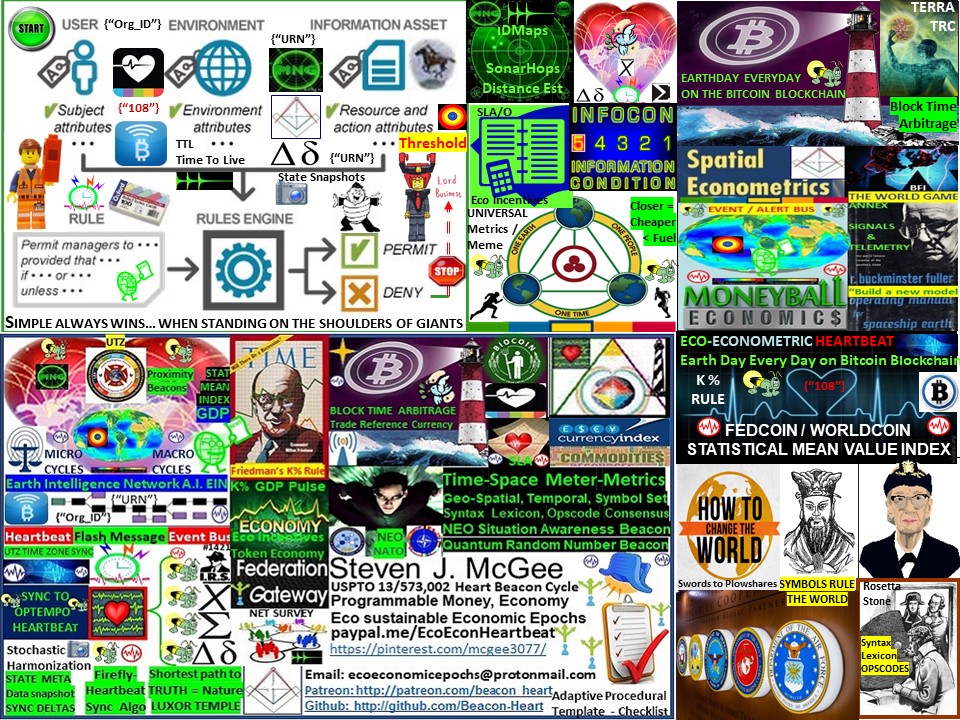 START
USER {"Org_ID"} ENVIRONMENT
INFORMATION ASSET
{"URN"}
MNG
{"108"}
Subject attributes
Environment attributes
Resource and action attributes
TTL
Time To Live
{"URN"}
Δ δ
State Snapshots
Threshold
Lord Business
RULE
Oxford
RULES ENGINE
Permit managers to • • •
provided that • • •
if • • • or • • •
unless • • •
PERMIT
DENY
STOP
SIMPLE ALWAYS WINS... WHEN STANDING ON THE SHOULDERS OF GIANTS
MNG
IDMaps
SonarHops
Distance Est
X
Δ δ
SLA/O
Eco Incentives
INFOCON
5 4 3 2 1
INFORMATION
CONDITION
UNIVERSAL
Metrics /
Meme
Closer =
Cheaper
< Fuel
ONE EARTH
ONE PEOPLE
ONE TIME
EARTHDAY EVERYDAY
ON THE BITCOIN BLOCKCHAIN
TERRA
TRC
Block Time
Arbitrage
Spatial
Econometrics
BFI
THE WORLD GAME
EVENT / ALERT BUS
ANNEX
SIGNALS
&
TELEMETRY
r. buckminster fuller
"Build a new model
operating manual
for
spaceship earth
MONEYBALL
ECONOMICS
UTZ
MNG
Proximity
Beacons
STAT
MEAN
INDEX
GDP
MICRO
CYCLES
MACRO
CYCLES
Earth Intelligence Network A.I. EIN
{"URN"}
{"Org_ID"}
Heartbeat Flash Message Event Bus
UTZ TIME ZONE SYNC
#1421
I.R.S.
SYNC TO
OPTEMPO
HEARTBEAT
X
Σ
Δδ
Stochastic
Harmonization
STATE META
Data snapshot
SYNC DELTAS
Firefly-
Heartbeat
Sync Algo
Shortest path to
TRUTH = Nature
LUXOR TEMPLE
TIME
Friedman's K% Rule
K% GDP Pulse
ECONOMY
Eco Incentives
Token Economy
Federation
Gateway
NET SURVEY
BLOCK TIME ARBITRAGE
Trade Reference Currency
BIOCOIN
SLA
currencyindex
COMMODITIES
NEO
NATO
Time-Space Meter-Metrics
Geo-Spatial, Temporal, Symbol Set
Syntax Lexicon, Opscode Consensus
NEO Situation Awareness Beacon
Quantum Random Number Beacon
Steven J. McGee
USPTO 13/573,002 Heart Beacon Cycle
Programmable Money, Economy
Eco sustainable Economic Epochs
paypal.me/EcoEconHeartbeat
https://pinterest.com/mcgee3077/
Email: ecoeconomicepochs@protonmail.com
Patreon: http://patreon.com/beacon_heart
Github: http://github.com/Beacon-Heart
Adaptive Procedural
Template - Checklist
ECO-ECONOMETRIC HEARTBEAT
Earth Day Every Day on Bitcoin Blockchain
K %
RULE
{"108"}
FEDCOIN / WORLDCOIN
STATISTICAL MEAN VALUE INDEX
HOW TO
CHANGE THE
WORLD
Swords to Plowshares
SYMBOLS RULE
THE WORLD
Rosetta
Stone
Syntax
Lexicon
OPSCODES